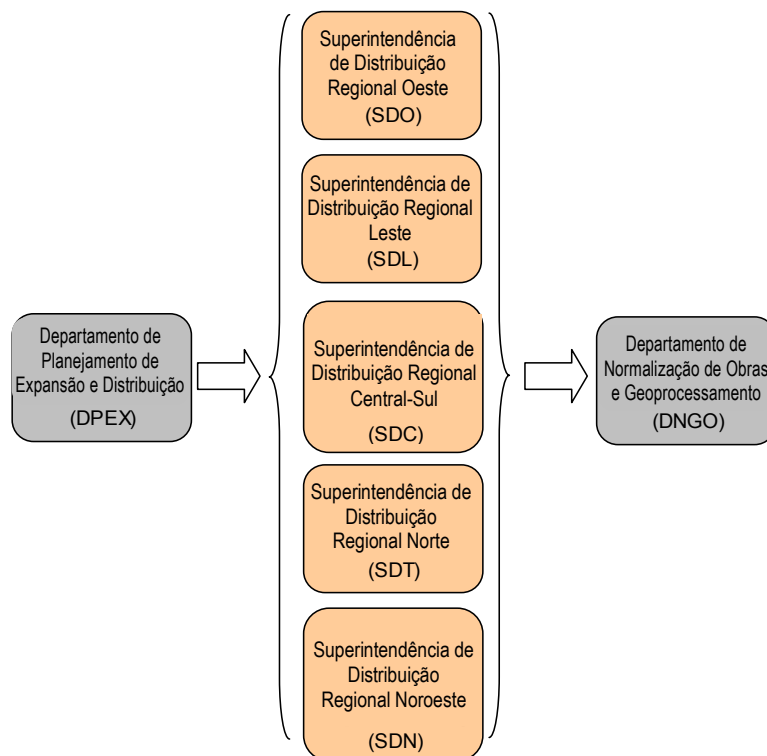 Superintendência
de Distribuição
Regional Oeste
(SDO)
Superintendência de
Distribuição Regional
Leste
(SDL)
Departamento de
Planejamento de
Expansão e Distribuição
(DPEX)
Superintendência de
Distribuição Regional
Central-Sul
(SDC)
Departamento de
Normalização de Obras
e Geoprocessamento
(DNGO)
Superintendência de
Distribuição
Regional Norte
(SDT)
Superintendência de
Distribuição
Regional Noroeste
(SDN)